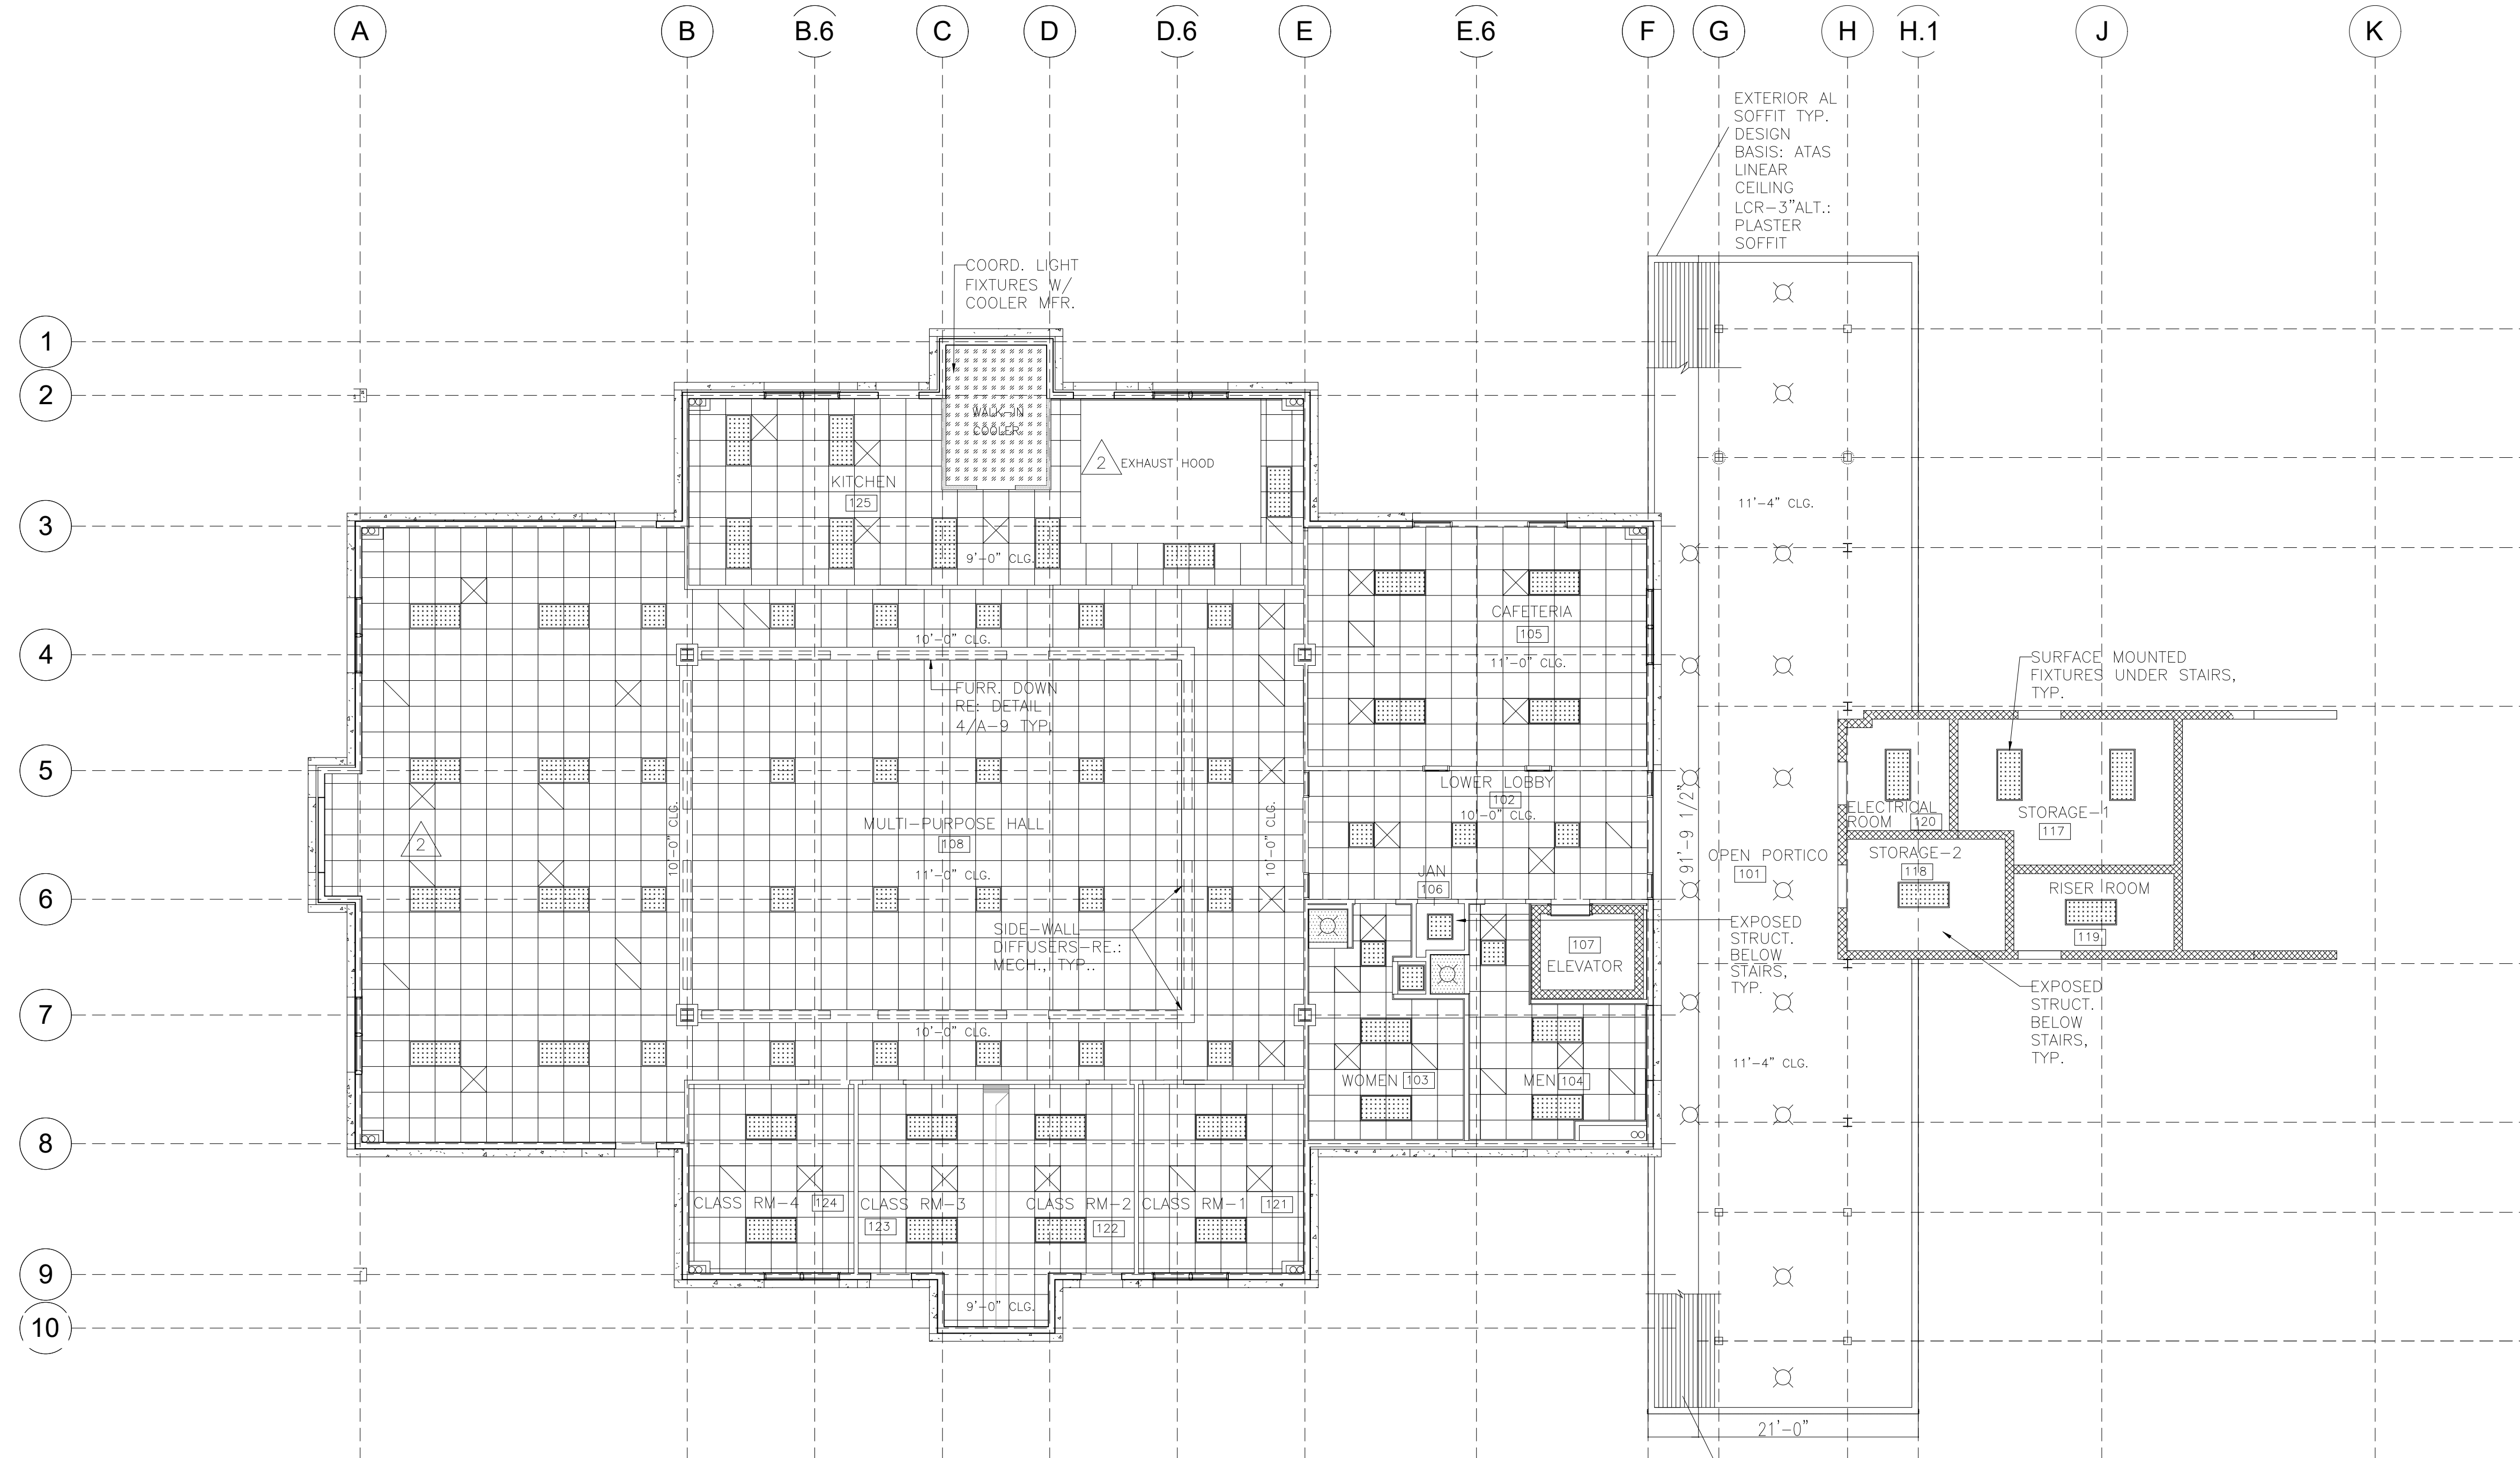 A
B
B.6
C
D
D.6
E
E.6
F
G
H
H.1
J
K
EXTERIOR AL
SOFFIT TYP.
DESIGN
BASIS: ATAS
LINEAR
CEILING
LCR-3"ALT.:
PLASTER
SOFFIT
COORD. LIGHT
FIXTURES W/
COOLER MFR.
1
2
WALK-IN
COOLER
2
EXHAUST HOOD
KITCHEN
125
11'-4" CLG.
3
9'-0" CLG.
CAFETERIA
105
10'-0" CLG.
4
11'-0" CLG.
SURFACE MOUNTED
FIXTURES UNDER STAIRS,
TYP.
FURR. DOWN
RE: DETAIL
4/A-9 TYP.
5
LOWER LOBBY
102
10'-0" CLG.
91'-9 1/2"
ELECTRICAL
ROOM
120
STORAGE-1
117
10'-0" CLG.
MULTI-PURPOSE HALL
108
11'-0" CLG.
10'-0" CLG.
2
OPEN PORTICO
101
STORAGE-2
118
JAN
106
RISER ROOM
119
6
SIDE-WALL
DIFFUSERS-RE.:
MECH., TYP..
107
ELEVATOR
EXPOSED
STRUCT.
BELOW
STAIRS,
TYP.
EXPOSED
STRUCT.
BELOW
STAIRS,
TYP.
7
10'-0" CLG.
11'-4" CLG.
WOMEN
103
MEN
104
8
CLASS RM-4
124
CLASS RM-3
123
CLASS RM-2
122
CLASS RM-1
121
9
9'-0" CLG.
10
21'-0"